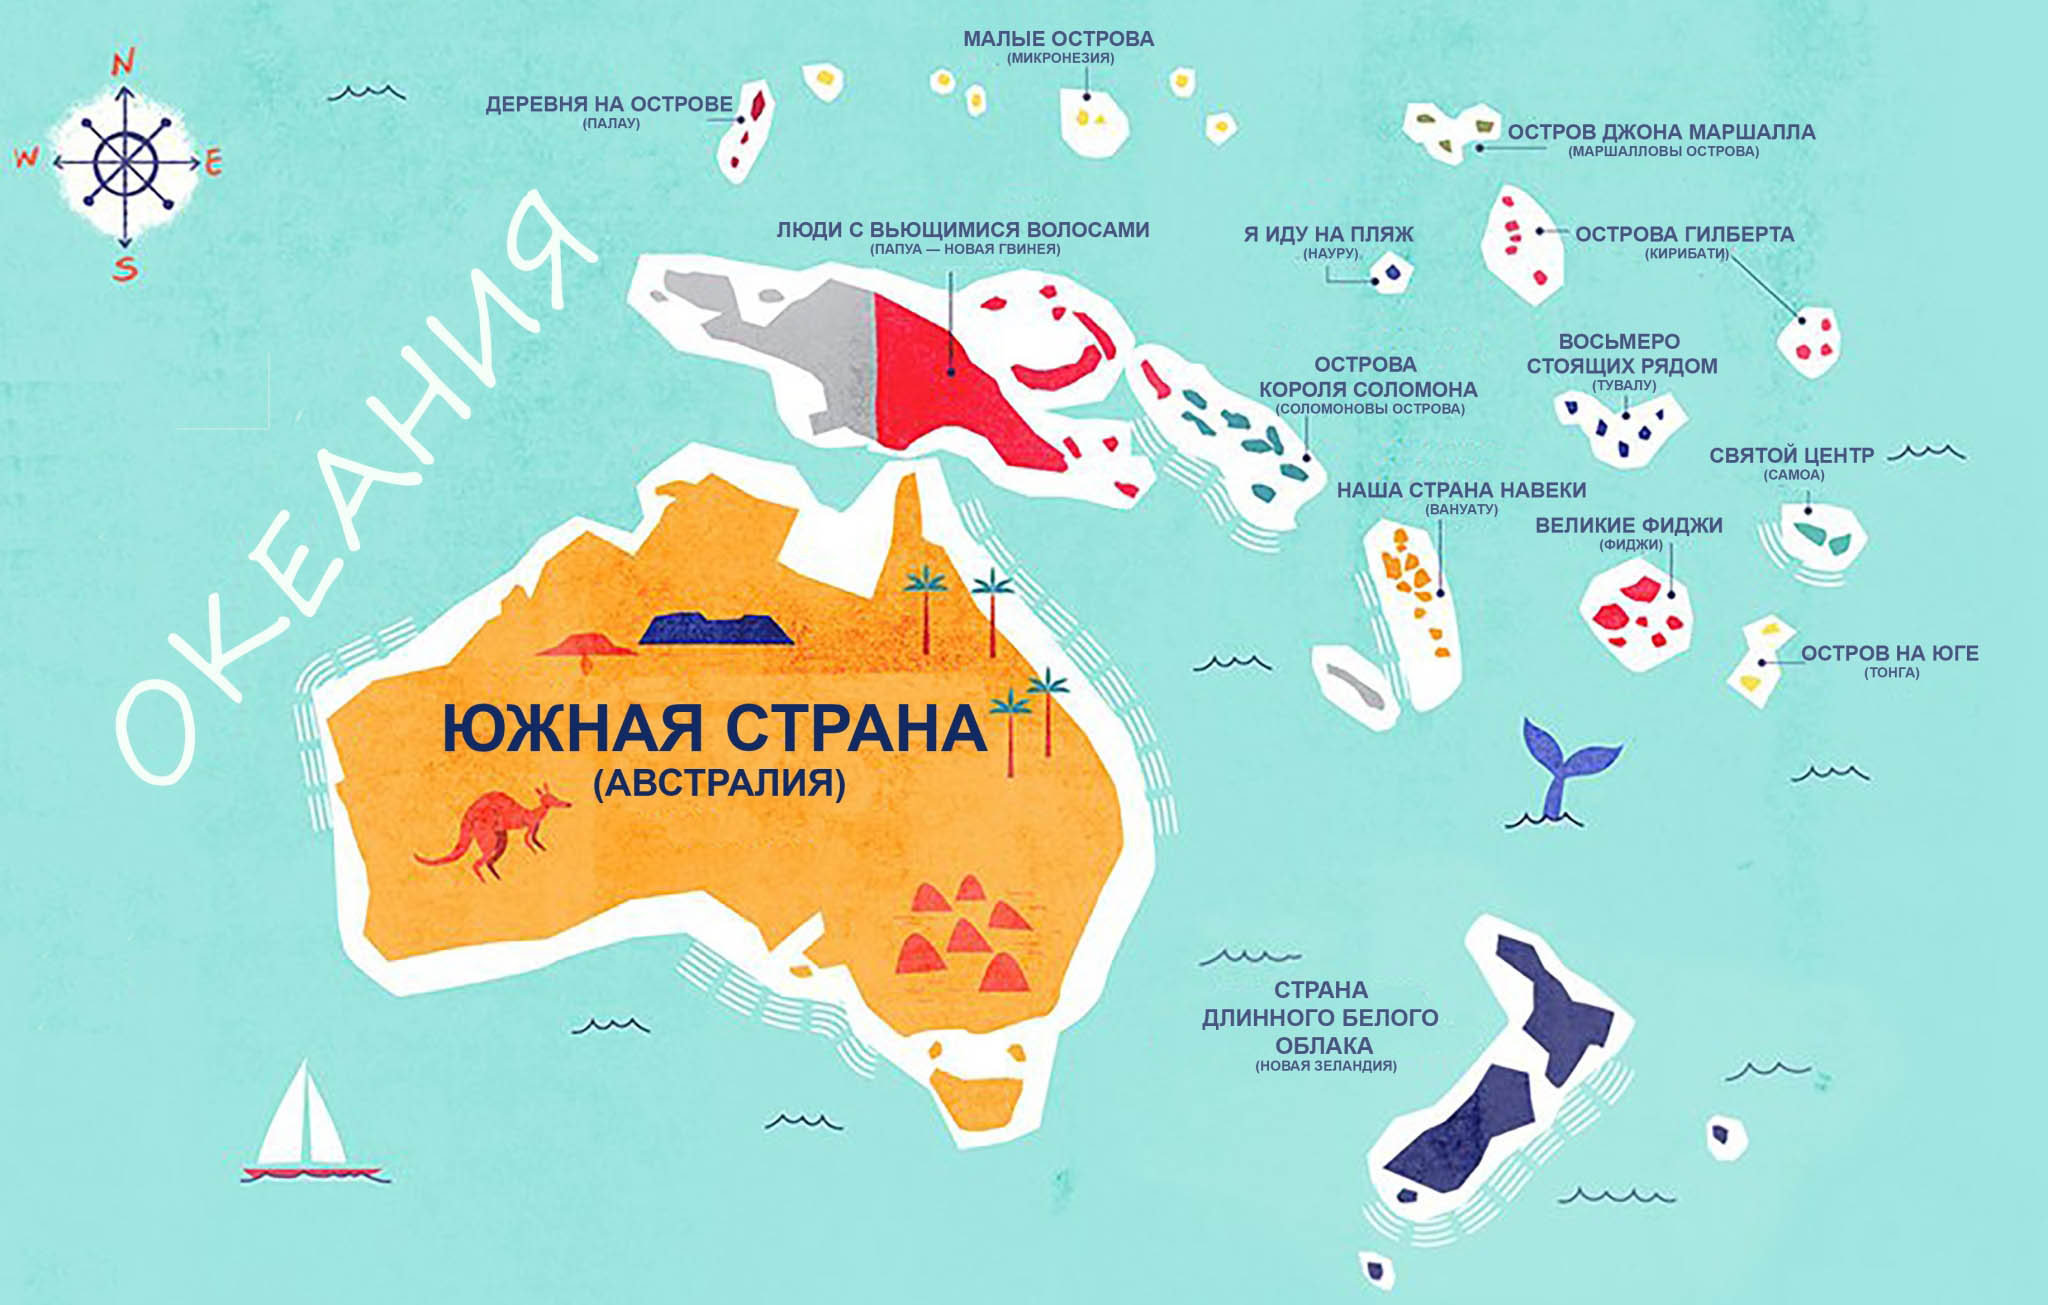 N
W
E
S
ОКЕАНИЯ
МАЛЫЕ ОСТРОВА
(МИКРОНЕЗИЯ)
ДЕРЕВНЯ НА ОСТРОВЕ
(ПАЛАУ)
ОСТРОВ ДЖОНА МАРШАЛЛА
(МАРШАЛЛОВЫ ОСТРОВА)
ЛЮДИ С ВЬЮЩИМИСЯ ВОЛОСАМИ
(ПАПУА — НОВАЯ ГВИНЕЯ)
Я ИДУ НА ПЛЯЖ
(НАУРУ)
ОСТРОВА ГИЛБЕРТА
(КИРИБАТИ)
ВОСЬМЕРО
СТОЯЩИХ РЯДОМ
(ТУВАЛУ)
ОСТРОВА
КОРОЛЯ СОЛОМОНА
(СОЛОМОНОВЫ ОСТРОВА)
СВЯТОЙ ЦЕНТР
(САМОА)
НАША СТРАНА НАВЕКИ
(ВАНУАТУ)
ВЕЛИКИЕ ФИДЖИ
(ФИДЖИ)
ОСТРОВ НА ЮГЕ
(ТОНГА)
ЮЖНАЯ СТРАНА
(АВСТРАЛИЯ)
СТРАНА
ДЛИННОГО БЕЛОГО
ОБЛАКА
(НОВАЯ ЗЕЛАНДИЯ)